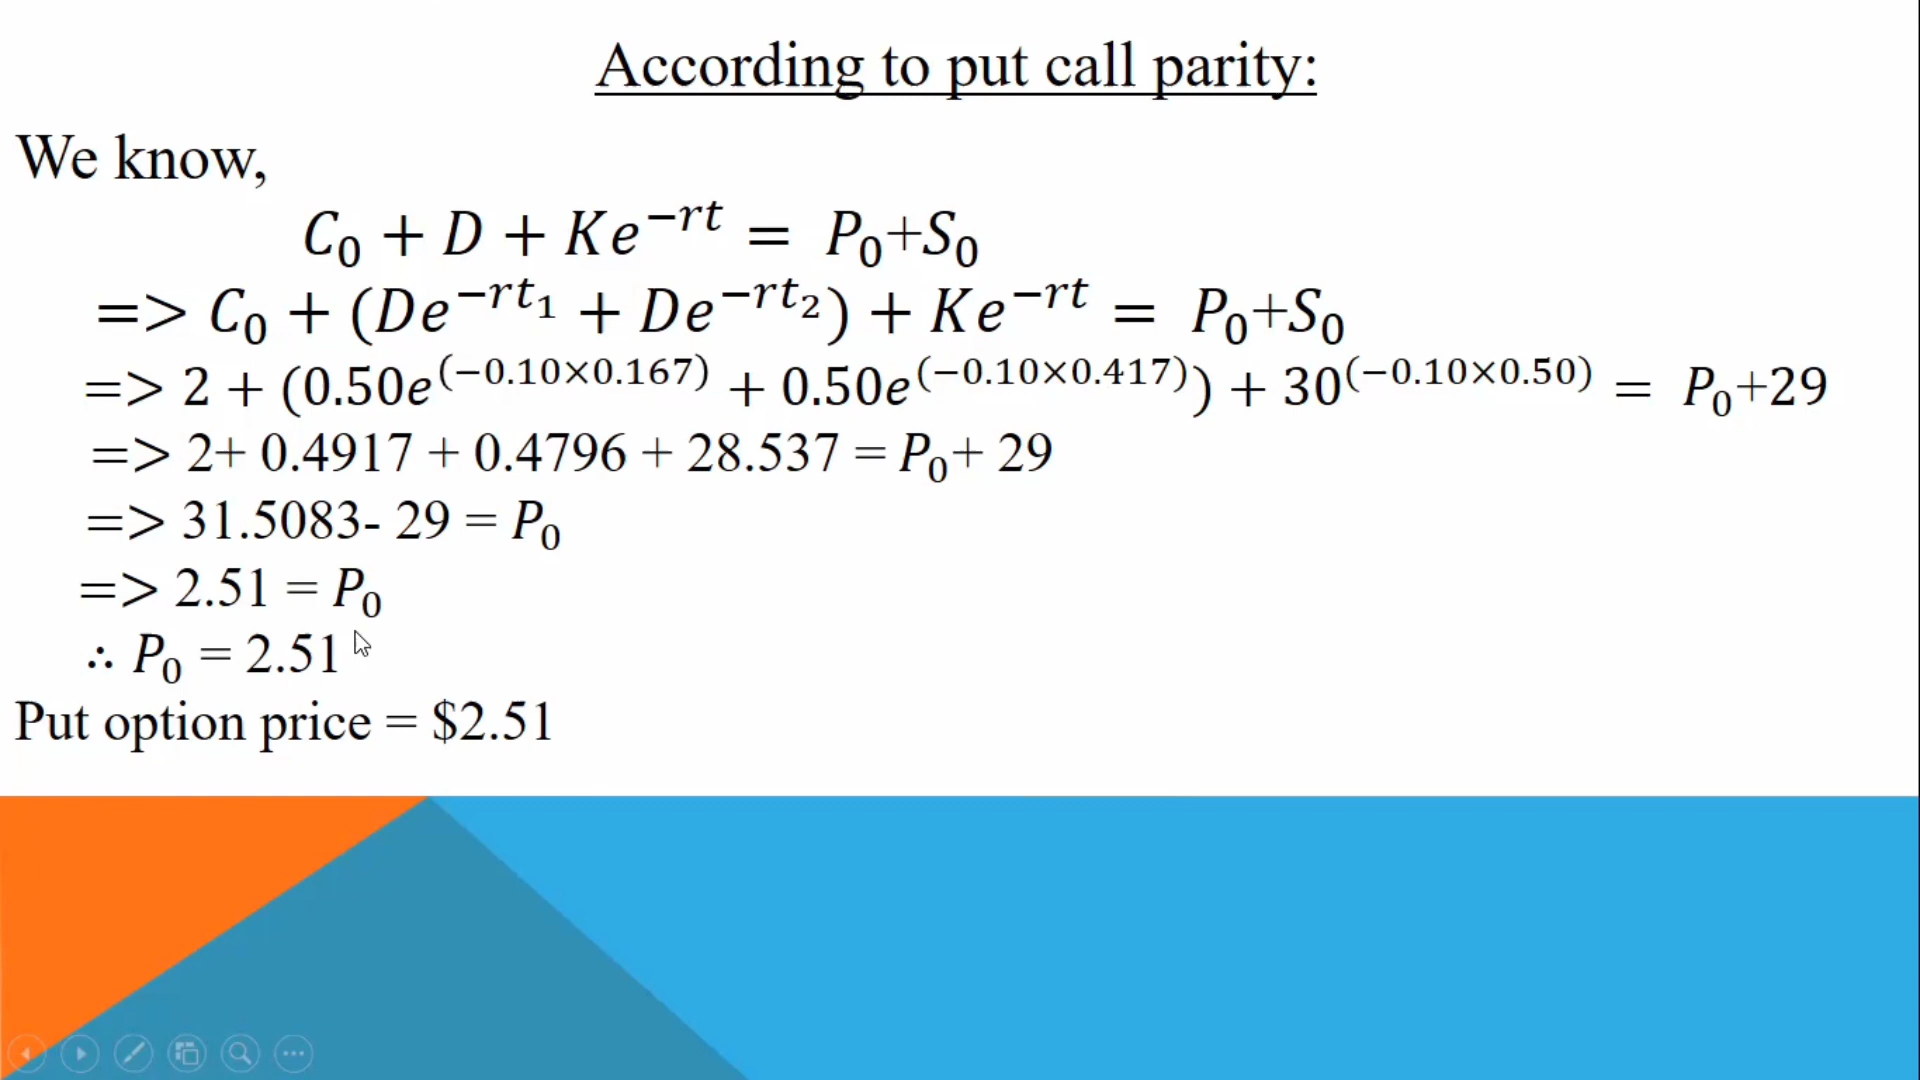 According to put call parity:
We know,
C₀ + D + Ke^{−rt} = P₀+S₀
=> C₀ + (De^{−rt₁} + De^{−rt₂}) + Ke^{−rt} = P₀+S₀
=> 2 + (0.50e^{(−0.10×0.167)} + 0.50e^{(−0.10×0.417)}) + 30^{(−0.10×0.50)} = P₀+29
=> 2+ 0.4917 + 0.4796 + 28.537 = P₀+ 29
=> 31.5083- 29 = P₀
=> 2.51 = P₀
∴ P₀ = 2.51
Put option price = $2.51